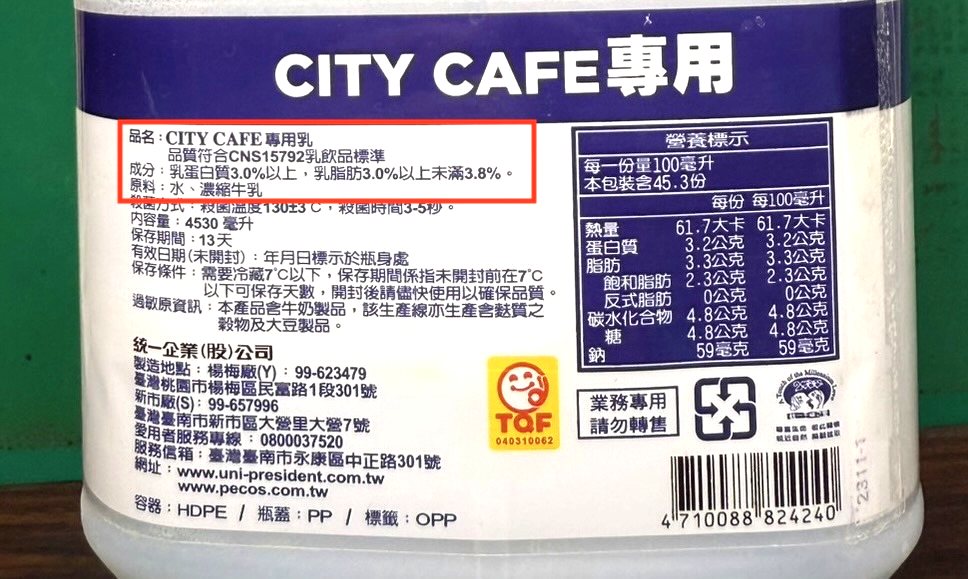 CITY CAFE專用
品名：CITY CAFE專用乳
品質符合CNS15792乳飲品標準
成分：乳蛋白質3.0%以上，乳脂肪3.0%以上未滿3.8%。
原料：水、濃縮牛乳
殺菌方式：殺菌溫度130±3℃，殺菌時間3-5秒。
內容量：4530毫升
保存期間：13天
有效日期(未開封)：年月日標示於瓶身處
保存條件：需要冷藏7℃以下，保存期間係指未開封前在7℃
以下可保存天數，開封後請儘快使用以確保品質。
過敏原資訊：本產品含牛奶製品，該生產線亦生產含麩質之
穀物及大豆製品。
統一企業(股)公司
製造地點：楊梅廠(Y)：99-623479
臺灣桃園市楊梅區民富路1段301號
新市廠(S)：99-657996
臺灣臺南市新市區大營里大營7號
愛用者服務專線：0800037520
服務信箱：臺灣臺南市永康區中正路301號
網址：www.uni-president.com.tw
www.pecos.com.tw
容器：HDPE / 瓶蓋：PP / 標籤：OPP
營養標示
每一份量100毫升
本包裝含45.3份
每份 每100毫升
熱量 61.7大卡 61.7大卡
蛋白質 3.2公克 3.2公克
脂肪 3.3公克 3.3公克
飽和脂肪 2.3公克 2.3公克
反式脂肪 0公克 0公克
碳水化合物 4.8公克 4.8公克
糖 4.8公克 4.8公克
鈉 59毫克 59毫克
TQF
040310062
業務專用
請勿轉售
Touch of the Millennium
2311-1
4 710088 824240